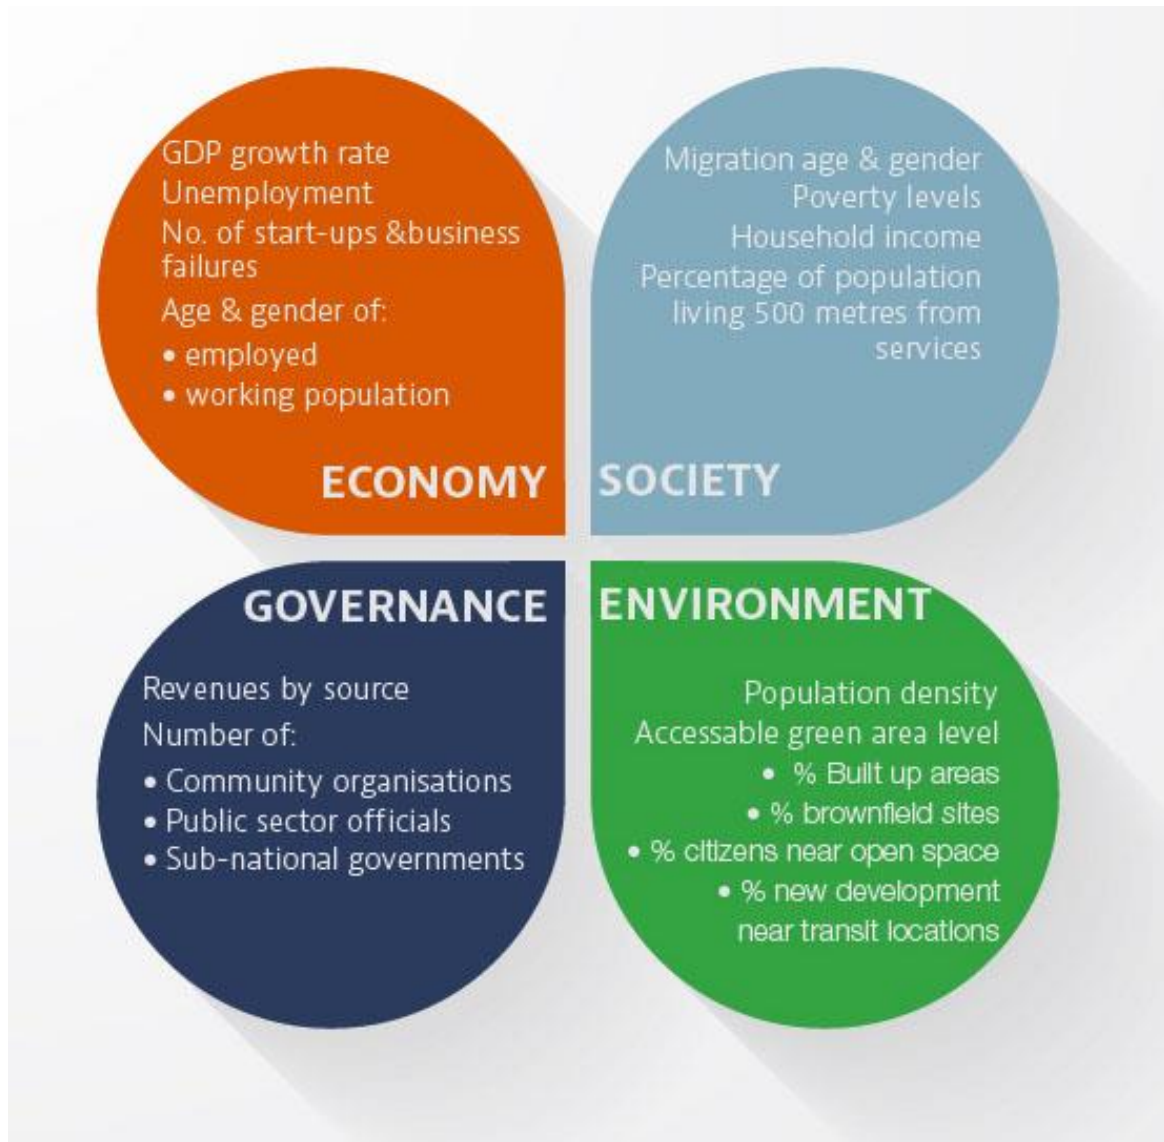 GDP growth rate
Unemployment
No. of start-ups &business
failures
Age & gender of:
• employed
• working population
ECONOMY
Migration age & gender
Poverty levels
Household income
Percentage of population
living 500 metres from
services
SOCIETY
GOVERNANCE
Revenues by source
Number of:
• Community organisations
• Public sector officials
• Sub-national governments
ENVIRONMENT
Population density
Accessable green area level
• % Built up areas
• % brownfield sites
• % citizens near open space
• % new development
near transit locations